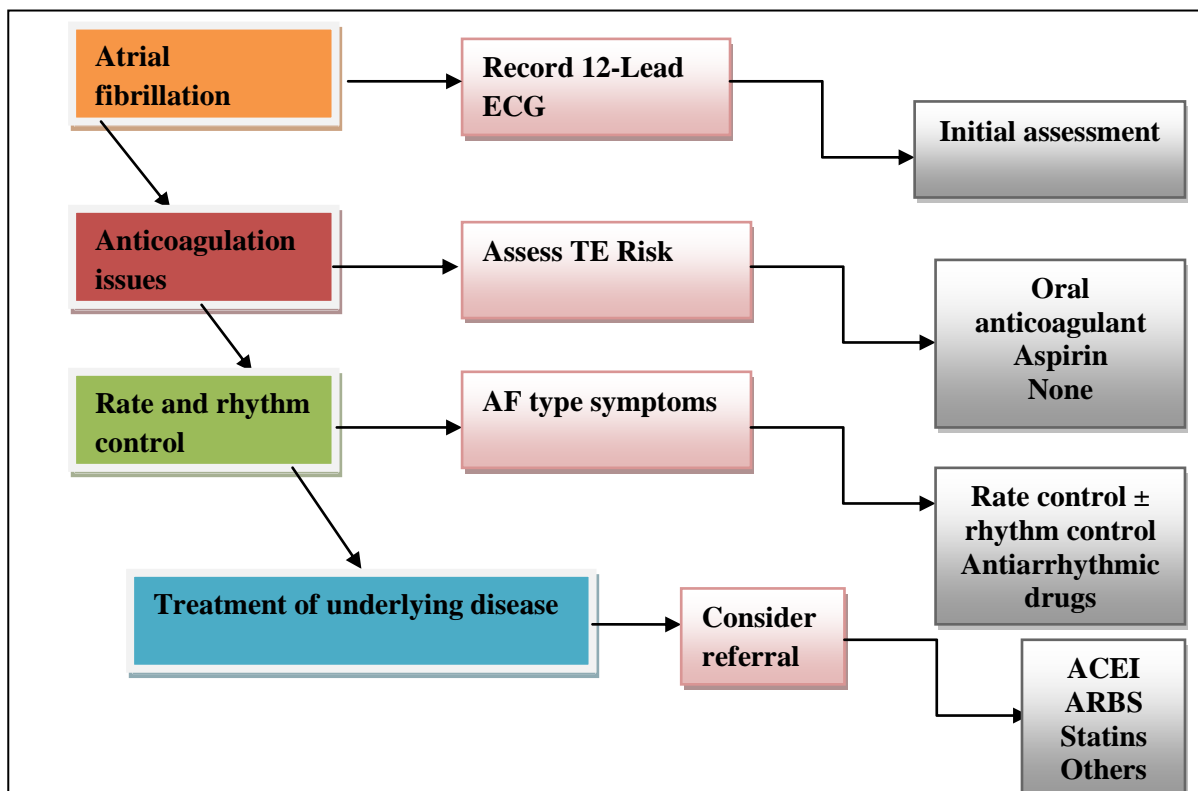 Atrial
fibrillation
Record 12-Lead
ECG
Initial assessment
Anticoagulation
issues
Assess TE Risk
Oral
anticoagulant
Aspirin
None
Rate and rhythm
control
AF type symptoms
Rate control ±
rhythm control
Antiarrhythmic
drugs
Treatment of underlying disease
Consider
referral
ACEI
ARBS
Statins
Others